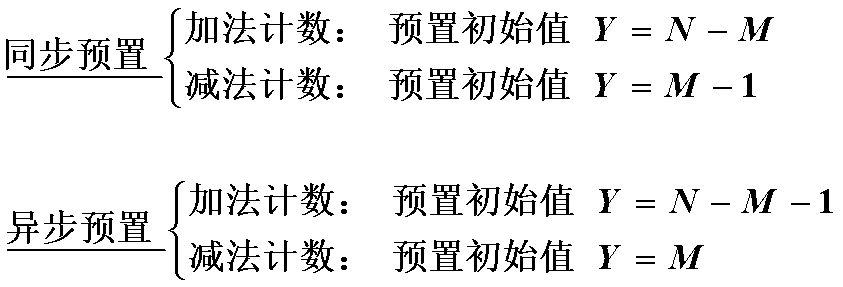 同步预置
加法计数： 预置初始值 Y = N − M
减法计数： 预置初始值 Y = M − 1
异步预置
加法计数： 预置初始值 Y = N − M − 1
减法计数： 预置初始值 Y = M